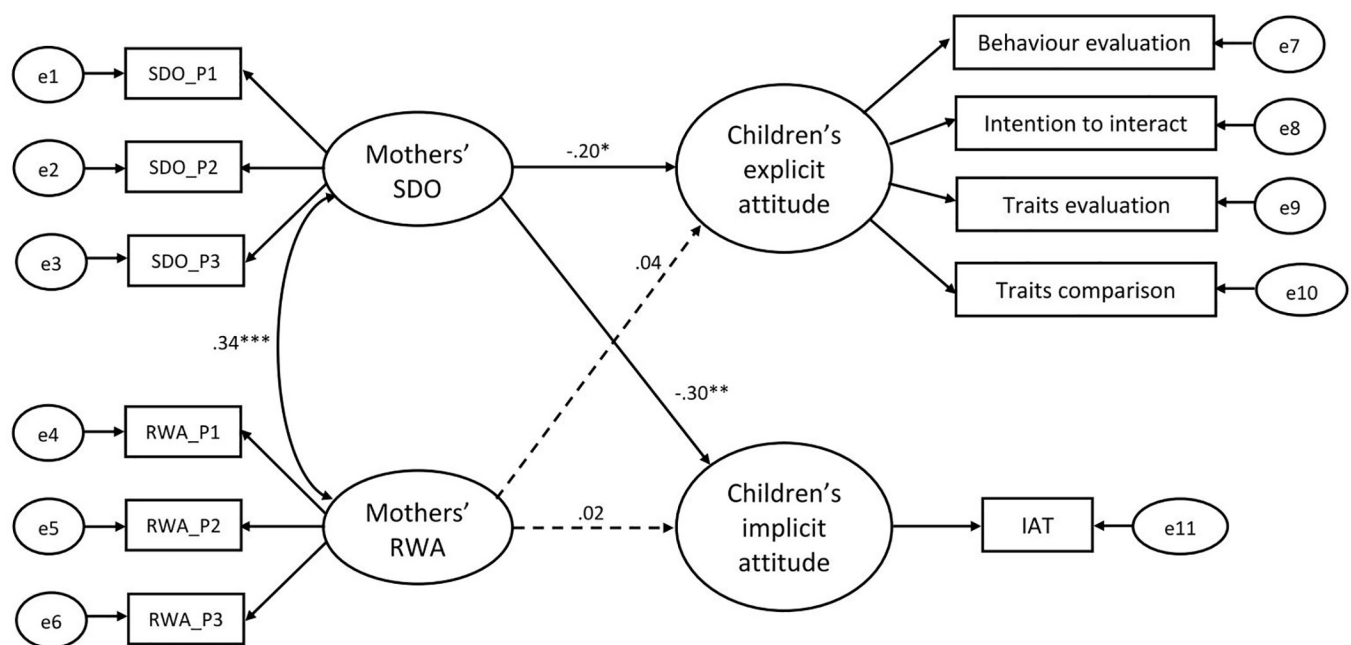 e1
SDO_P1
e2
SDO_P2
e3
SDO_P3
Mothers’
SDO
.34***
e4
RWA_P1
e5
RWA_P2
e6
RWA_P3
Mothers’
RWA
-.20*
.04
-.30**
.02
Children’s
explicit
attitude
Behaviour evaluation
e7
Intention to interact
e8
Traits evaluation
e9
Traits comparison
e10
Children’s
implicit
attitude
IAT
e11